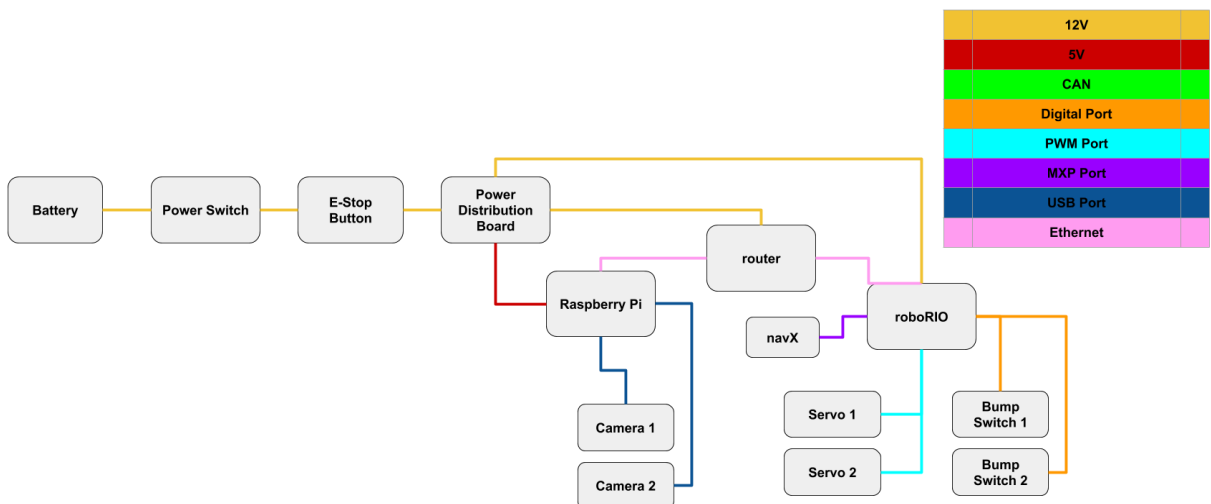 12V
5V
CAN
Digital Port
PWM Port
MXP Port
USB Port
Ethernet
Battery
Power Switch
E-Stop
Button
Power
Distribution
Board
router
Raspberry Pi
roboRIO
navX
Camera 1
Camera 2
Servo 1
Servo 2
Bump
Switch 1
Bump
Switch 2